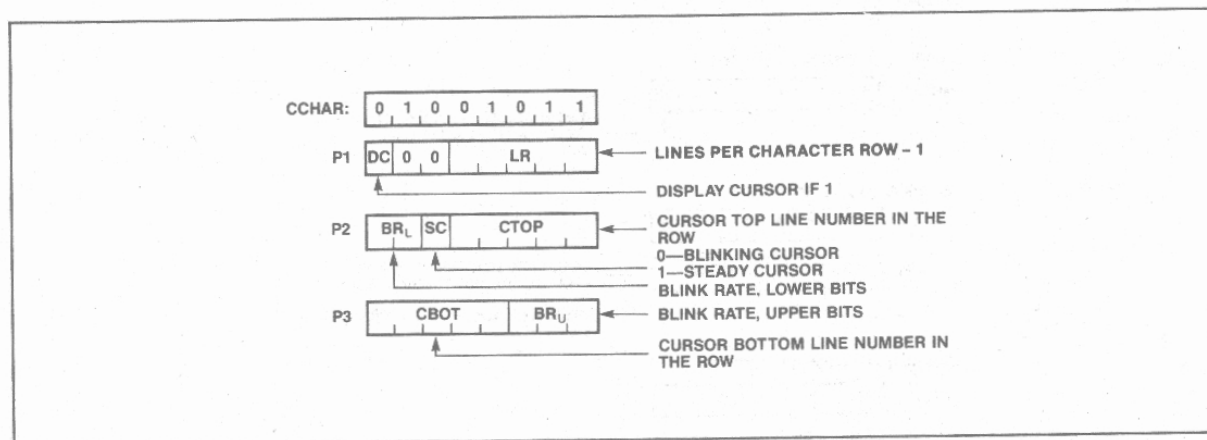 CCHAR: 0 1 0 0 1 0 1 1
P1 DC 0 0 LR LINES PER CHARACTER ROW – 1
DISPLAY CURSOR IF 1
P2 BRL SC CTOP CURSOR TOP LINE NUMBER IN THE
ROW
0—BLINKING CURSOR
1—STEADY CURSOR
BLINK RATE, LOWER BITS
P3 CBOT BRU BLINK RATE, UPPER BITS
CURSOR BOTTOM LINE NUMBER IN
THE ROW